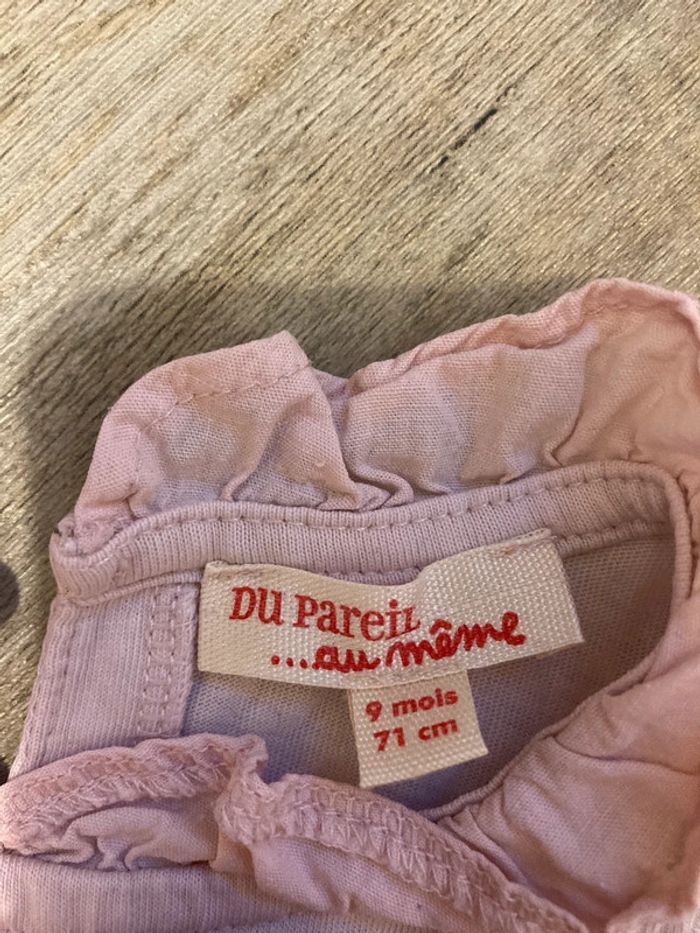 DU PareiL
...au même
9 mois
71 cm